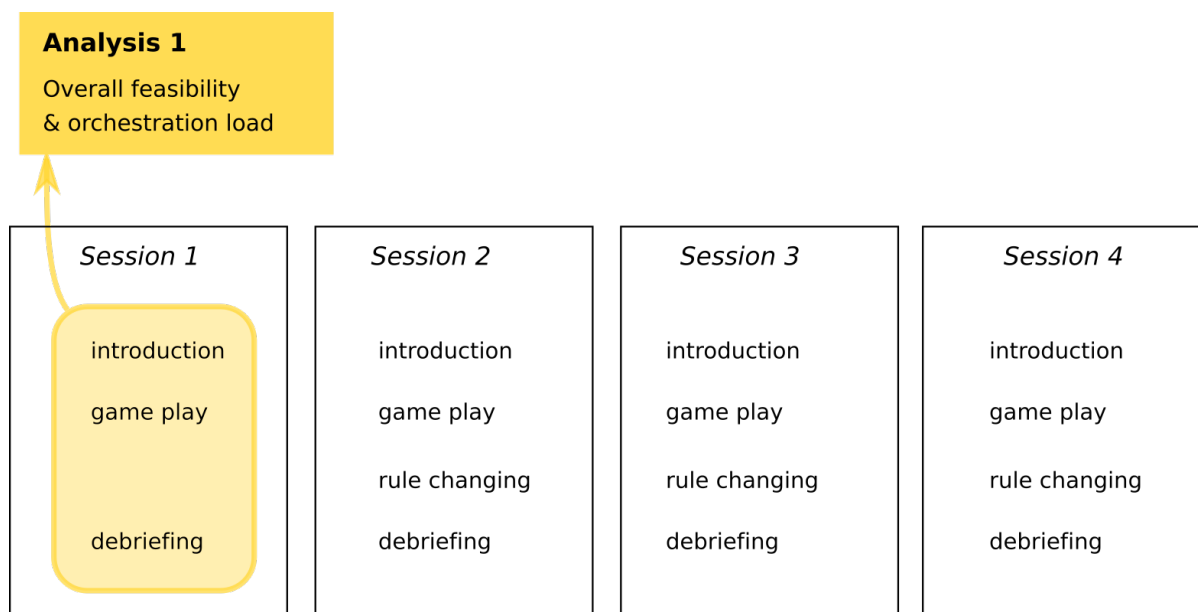 Analysis 1
Overall feasibility
& orchestration load
Session 1
introduction
game play
debriefing
Session 2
introduction
game play
rule changing
debriefing
Session 3
introduction
game play
rule changing
debriefing
Session 4
introduction
game play
rule changing
debriefing